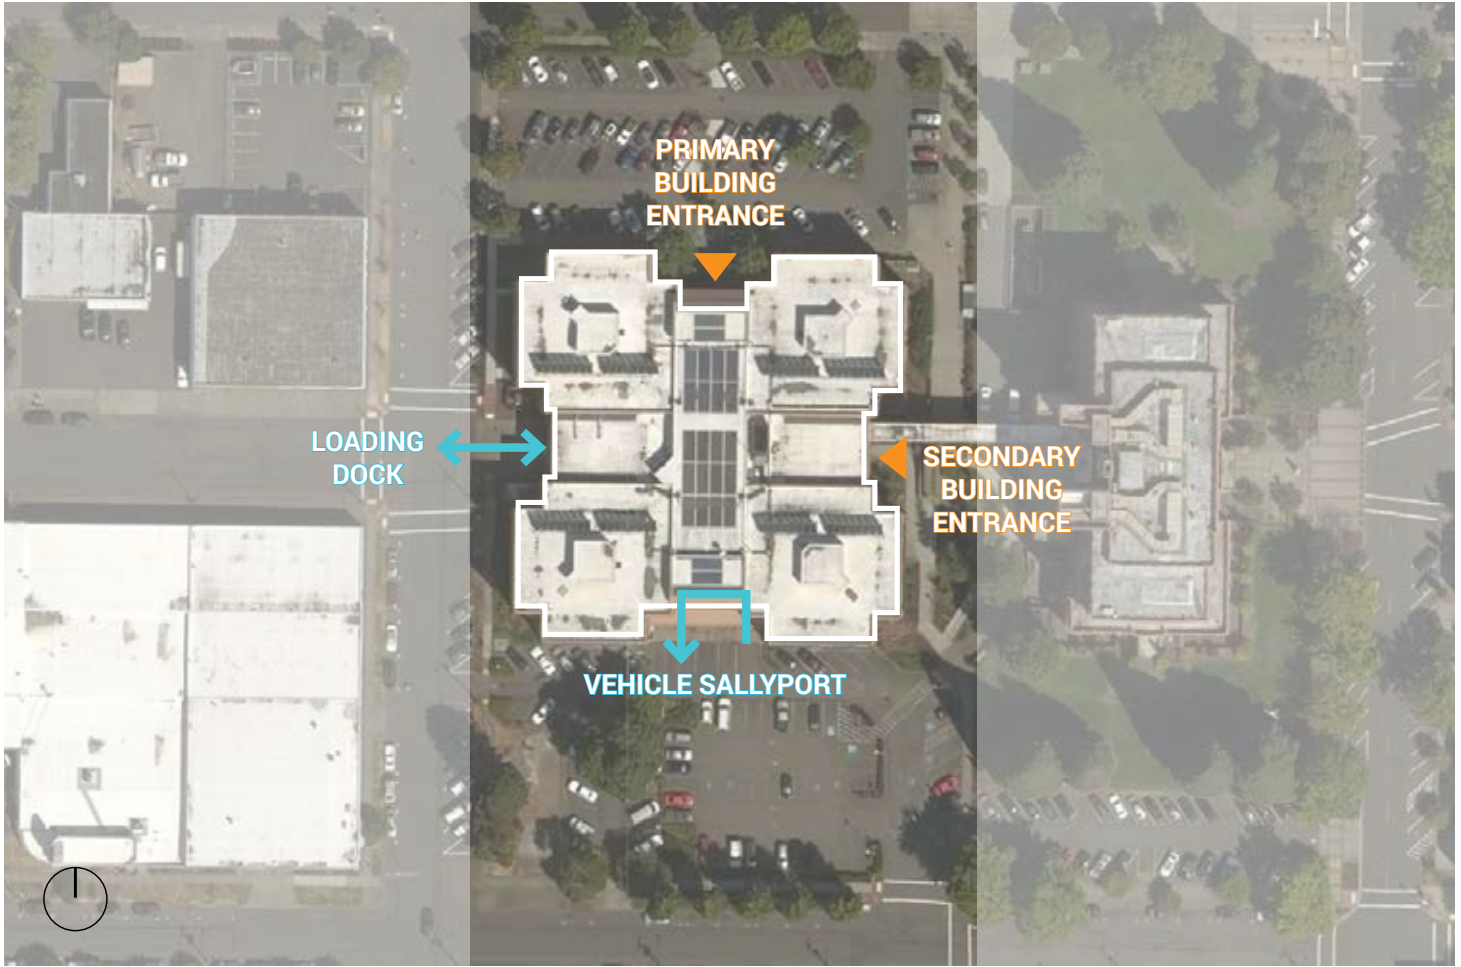 PRIMARY
BUILDING
ENTRANCE
LOADING
DOCK
SECONDARY
BUILDING
ENTRANCE
VEHICLE SALLYPORT